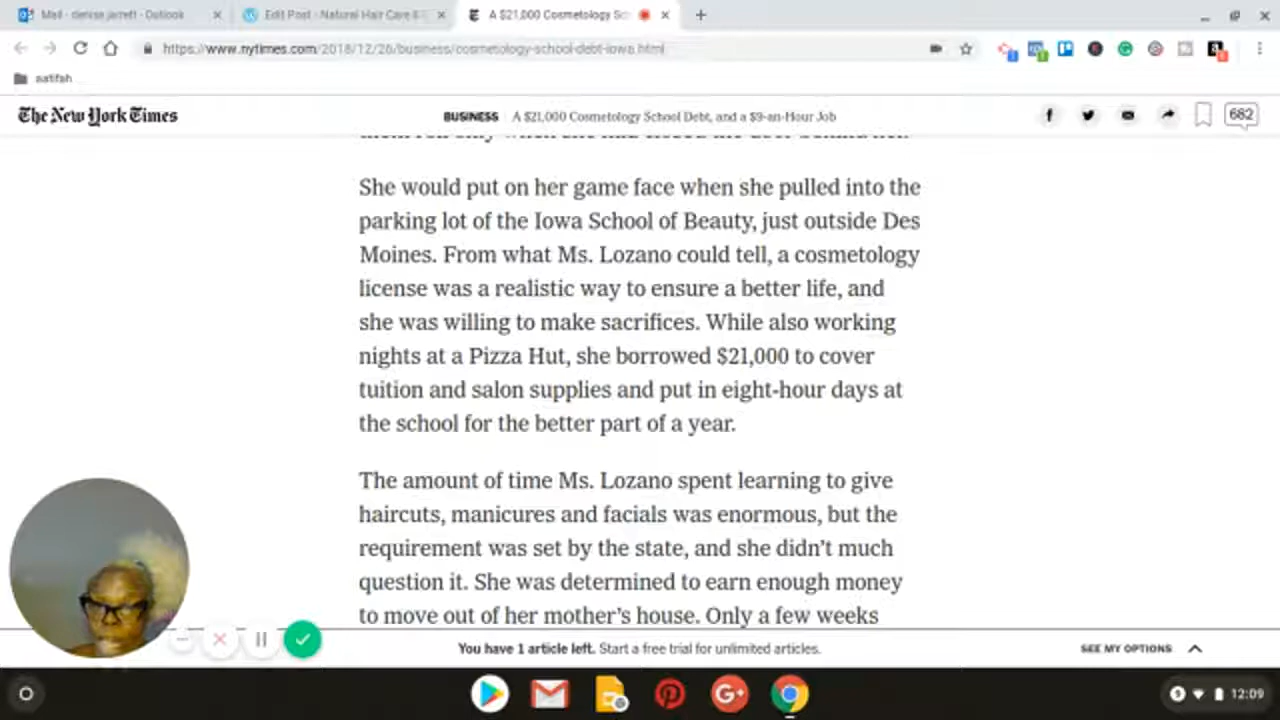 Mail - denise jarrett - Outlook
Edit Post ‹ Natural Hair Care &
A $21,000 Cosmetology Sc
https://www.nytimes.com/2018/12/26/business/cosmetology-school-debt-iowa.html
aatifah
The New York Times
BUSINESS A $21,000 Cosmetology School Debt, and a $9-an-Hour Job
682
She would put on her game face when she pulled into the
parking lot of the Iowa School of Beauty, just outside Des
Moines. From what Ms. Lozano could tell, a cosmetology
license was a realistic way to ensure a better life, and
she was willing to make sacrifices. While also working
nights at a Pizza Hut, she borrowed $21,000 to cover
tuition and salon supplies and put in eight-hour days at
the school for the better part of a year.
The amount of time Ms. Lozano spent learning to give
haircuts, manicures and facials was enormous, but the
requirement was set by the state, and she didn't much
question it. She was determined to earn enough money
to move out of her mother's house. Only a few weeks
You have 1 article left. Start a free trial for unlimited articles.
SEE MY OPTIONS
12:09